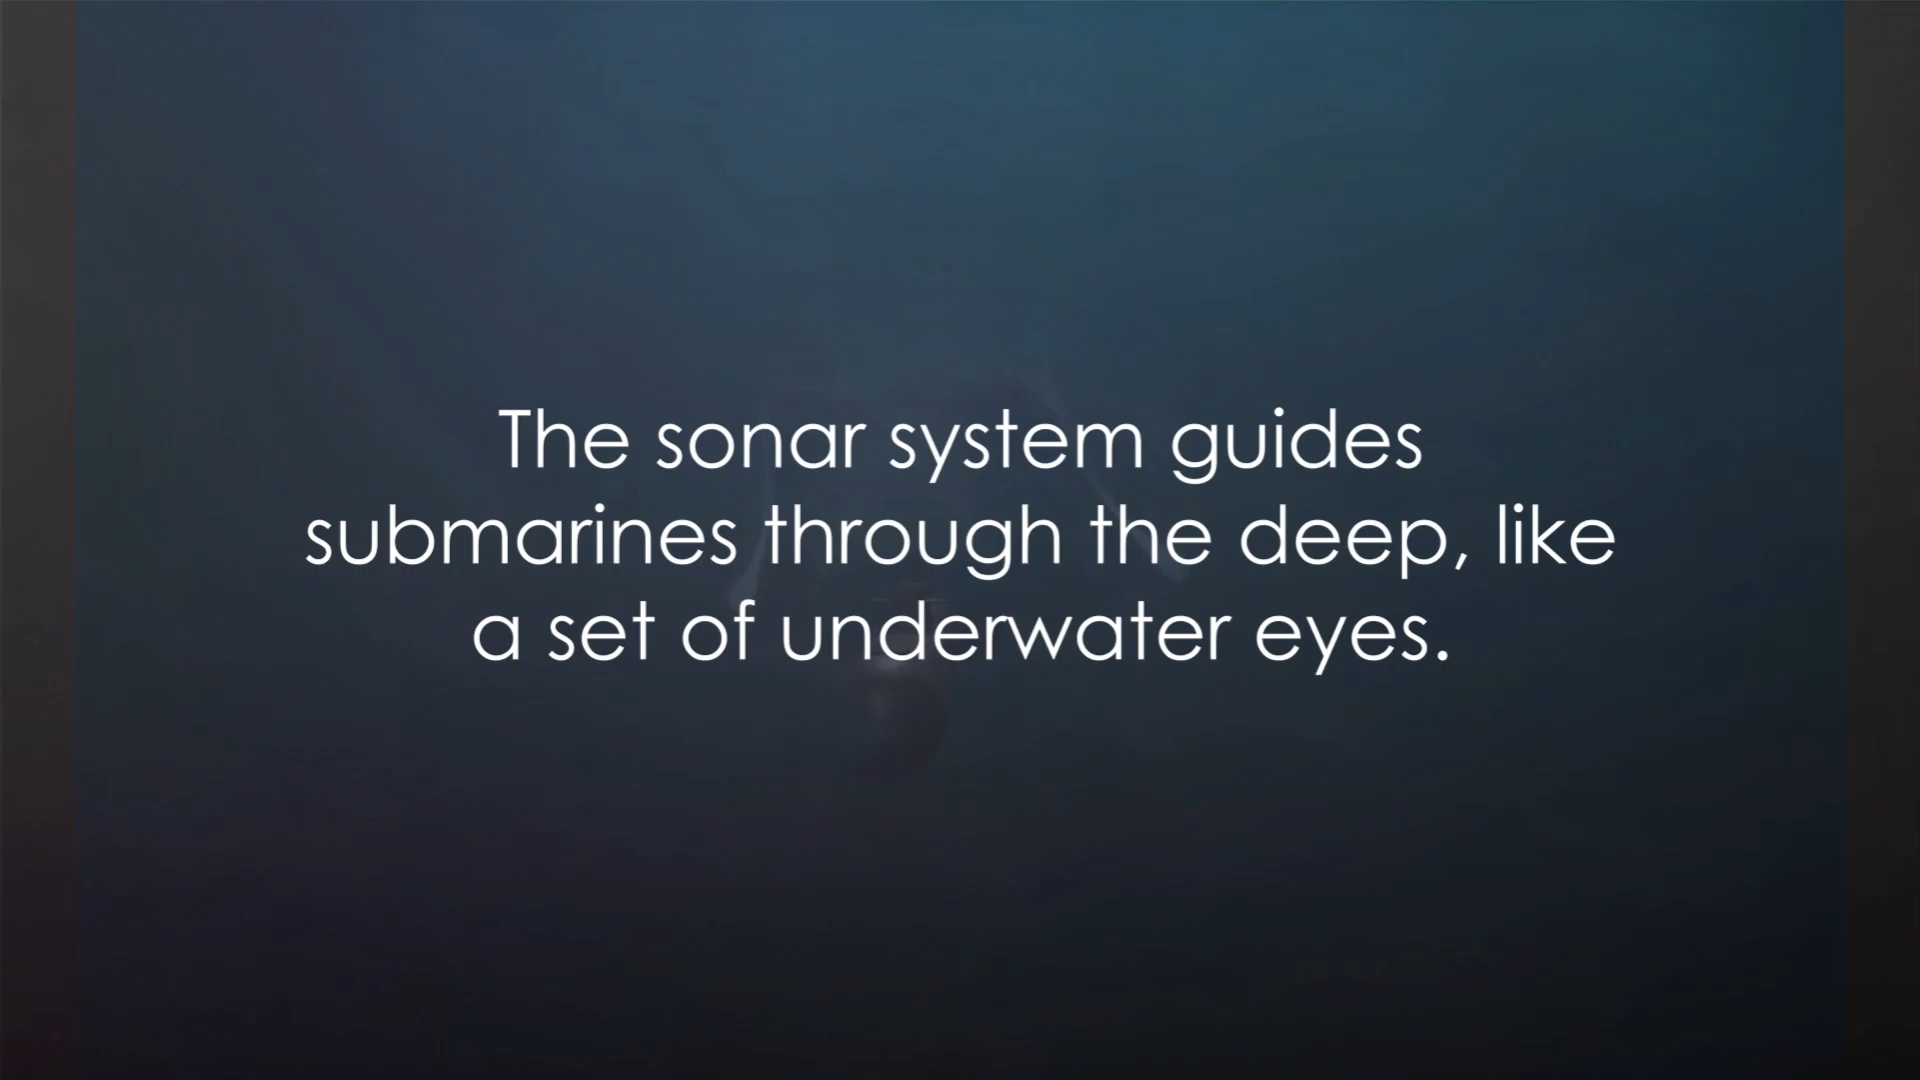 The sonar system guides
submarines through the deep, like
a set of underwater eyes.